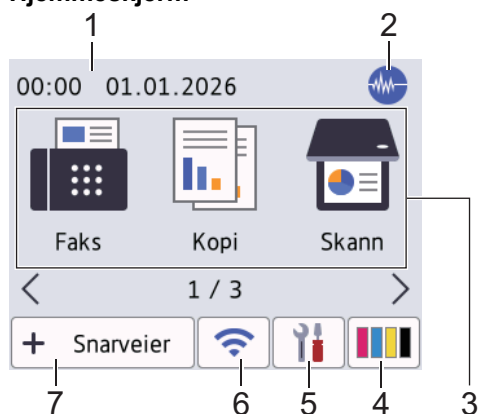 1 2
00:00 01.01.2026
Faks Kopi Skann
1 / 3
+ Snarveier
7 6 5 4 3